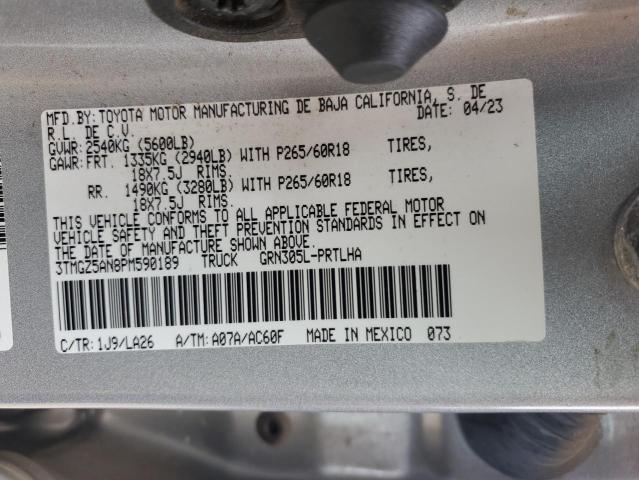 MFD.BY:TOYOTA MOTOR MANUFACTURING DE BAJA CALIFORNIA, S. DE
R.L. DE C.V. DATE: 04/23
GVWR:2540KG (5600LB)
GAWR:FRT. 1335KG (2940LB) WITH P265/60R18 TIRES,
18X7.5J RIMS.
RR. 1490KG (3280LB) WITH P265/60R18 TIRES,
18X7.5J RIMS.
THIS VEHICLE CONFORMS TO ALL APPLICABLE FEDERAL MOTOR
VEHICLE SAFETY AND THEFT PREVENTION STANDARDS IN EFFECT ON
THE DATE OF MANUFACTURE SHOWN ABOVE.
3TMGZ5AN8PM590189 TRUCK GRN305L-PRTLHA
C/TR: 1J9/LA26 A/TM: A07A/AC60F MADE IN MEXICO 073